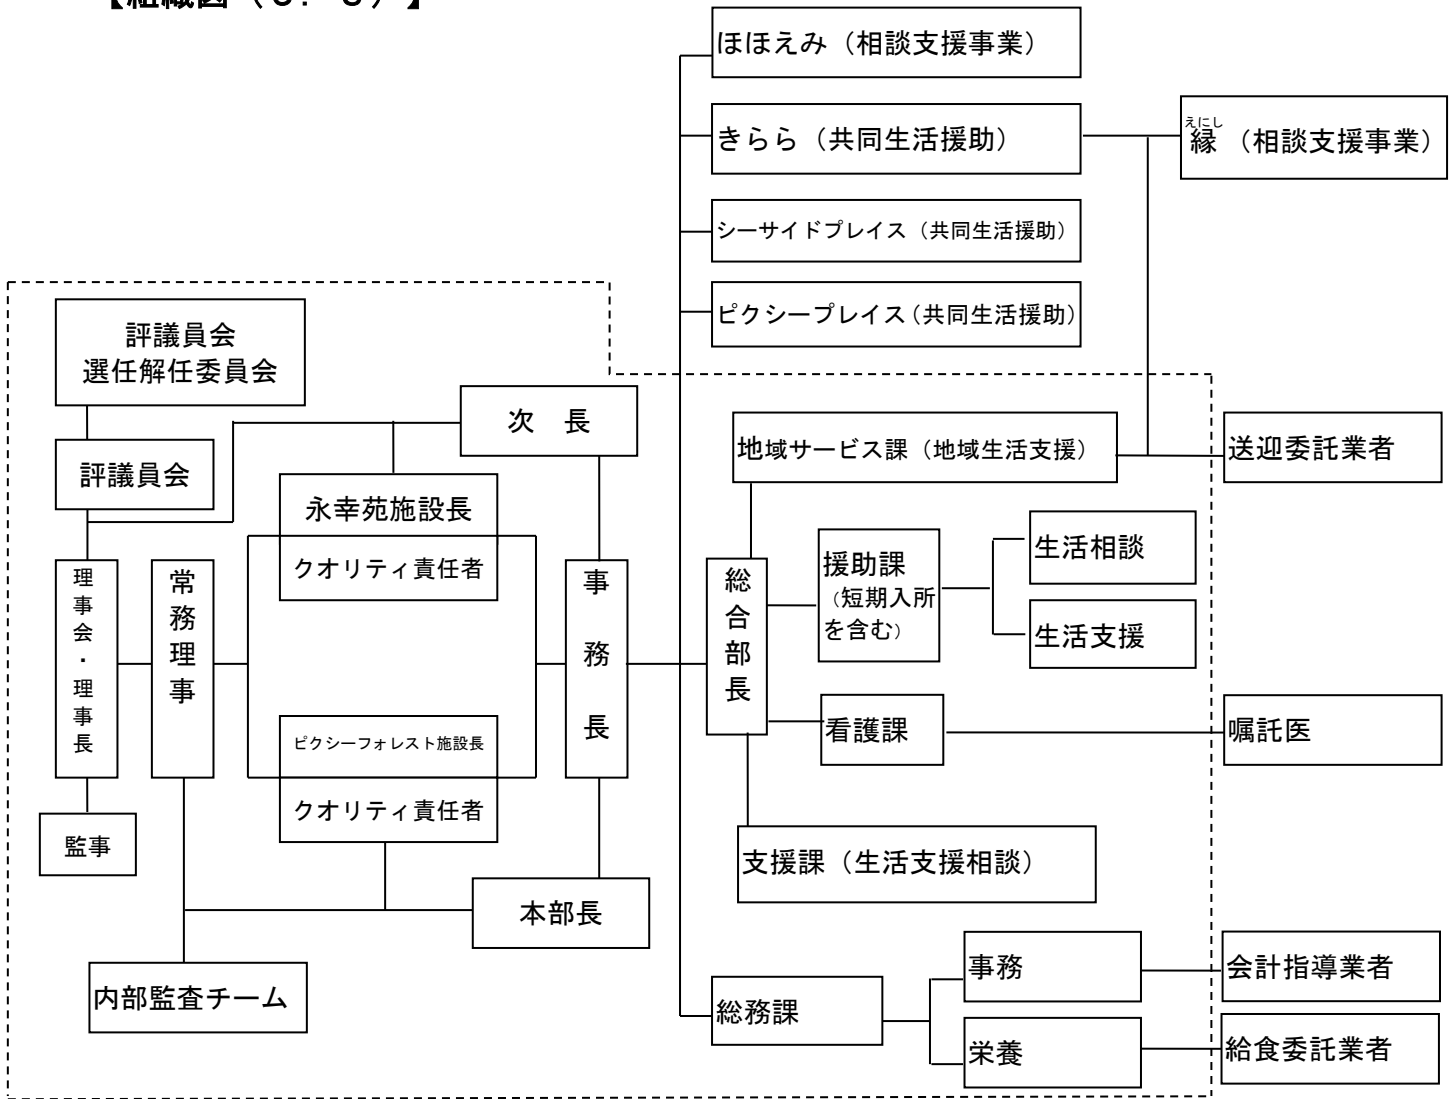 ほほえみ（相談支援事業）
きらら（共同生活援助）
えにし
縁（相談支援事業）
シーサイドプレイス（共同生活援助）
ピクシープレイス（共同生活援助）
評議員会
選任解任委員会
評議員会
次　長
永幸苑施設長
クオリティ責任者
理事会・理事長
常務理事
監事
ピクシーフォレスト施設長
クオリティ責任者
事務長
本部長
内部監査チーム
地域サービス課（地域生活支援）
送迎委託業者
総合部長
援助課
（短期入所
を含む）
生活相談
生活支援
看護課
嘱託医
支援課（生活支援相談）
総務課
事務
会計指導業者
栄養
給食委託業者